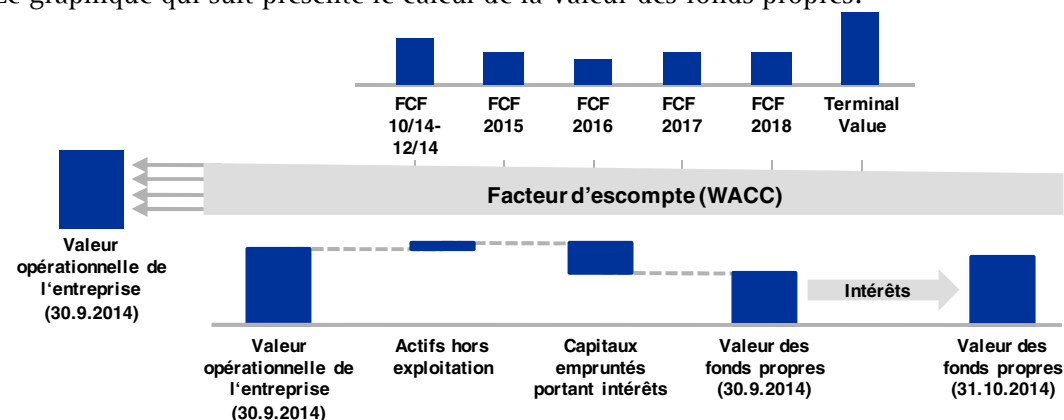 Le graphique qui suit présente le calcul de la valeur des fonds propres:
FCF
10/14-
12/14
FCF
2015
FCF
2016
FCF
2017
FCF
2018
Terminal
Value
Facteur d'escompte (WACC)
Valeur
opérationnelle de
l'entreprise
(30.9.2014)
Intérêts
Valeur
opérationnelle de
l'entreprise
(30.9.2014)
Actifs hors
exploitation
Capitaux
empruntés
portant intérêts
Valeur des
fonds propres
(30.9.2014)
Valeur des
fonds propres
(31.10.2014)